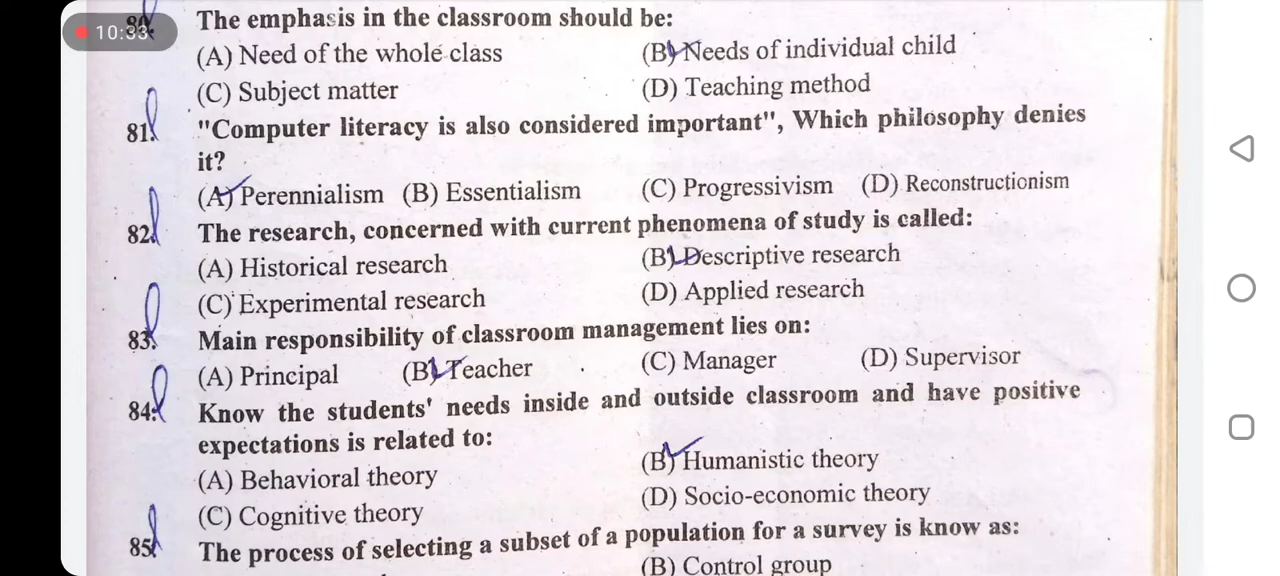 10:33
80. The emphasis in the classroom should be:
(A) Need of the whole class (B) Needs of individual child
(C) Subject matter (D) Teaching method
81. "Computer literacy is also considered important", Which philosophy denies
it?
(A) Perennialism (B) Essentialism (C) Progressivism (D) Reconstructionism
82. The research, concerned with current phenomena of study is called:
(A) Historical research (B) Descriptive research
(C) Experimental research (D) Applied research
83. Main responsibility of classroom management lies on:
(A) Principal (B) Teacher (C) Manager (D) Supervisor
84. Know the students' needs inside and outside classroom and have positive
expectations is related to:
(A) Behavioral theory (B) Humanistic theory
(C) Cognitive theory (D) Socio-economic theory
85. The process of selecting a subset of a population for a survey is know as:
(B) Control group